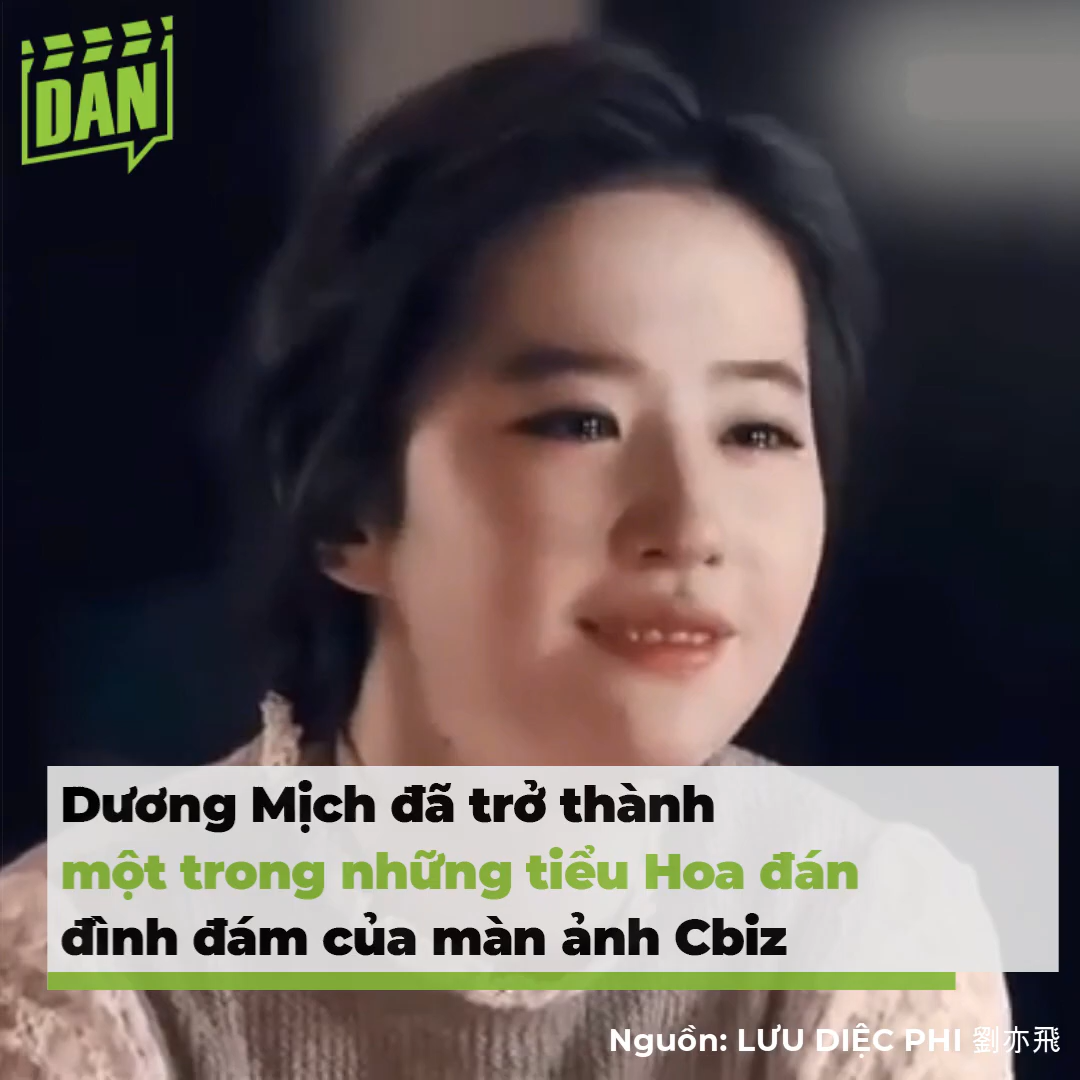 DAN
Dương Mịch đã trở thành
một trong những tiểu Hoa đán
đình đám của màn ảnh Cbiz
Nguồn: LƯU DIỆC PHI 劉亦飛